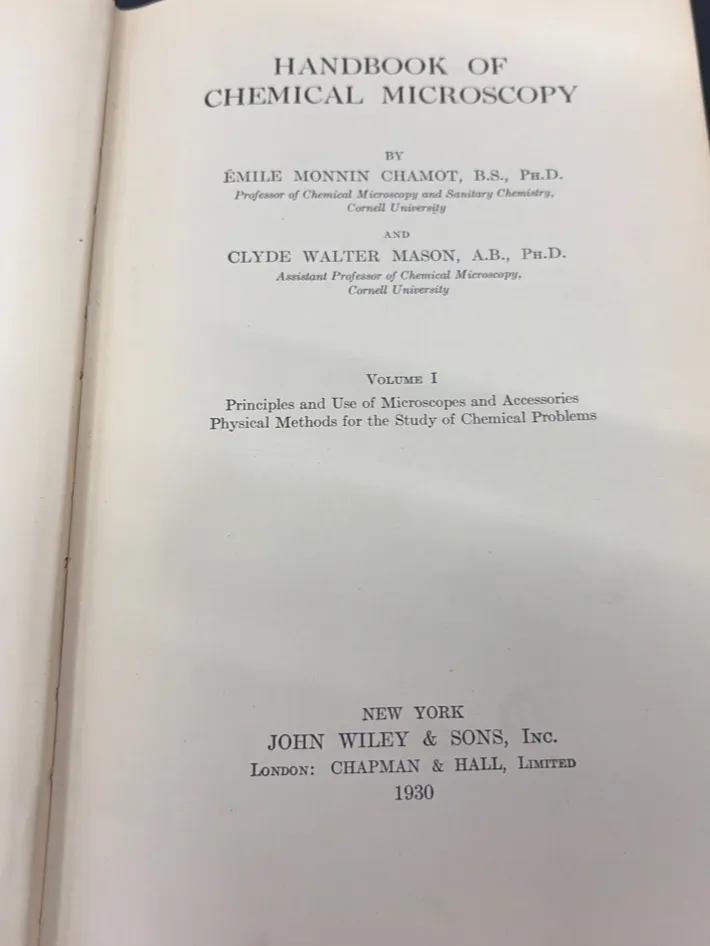 HANDBOOK OF
CHEMICAL MICROSCOPY
BY
ÉMILE MONNIN CHAMOT, B.S., PH.D.
Professor of Chemical Microscopy and Sanitary Chemistry,
Cornell University
AND
CLYDE WALTER MASON, A.B., PH.D.
Assistant Professor of Chemical Microscopy,
Cornell University
VOLUME I
Principles and Use of Microscopes and Accessories
Physical Methods for the Study of Chemical Problems
NEW YORK
JOHN WILEY & SONS, INC.
LONDON: CHAPMAN & HALL, LIMITED
1930